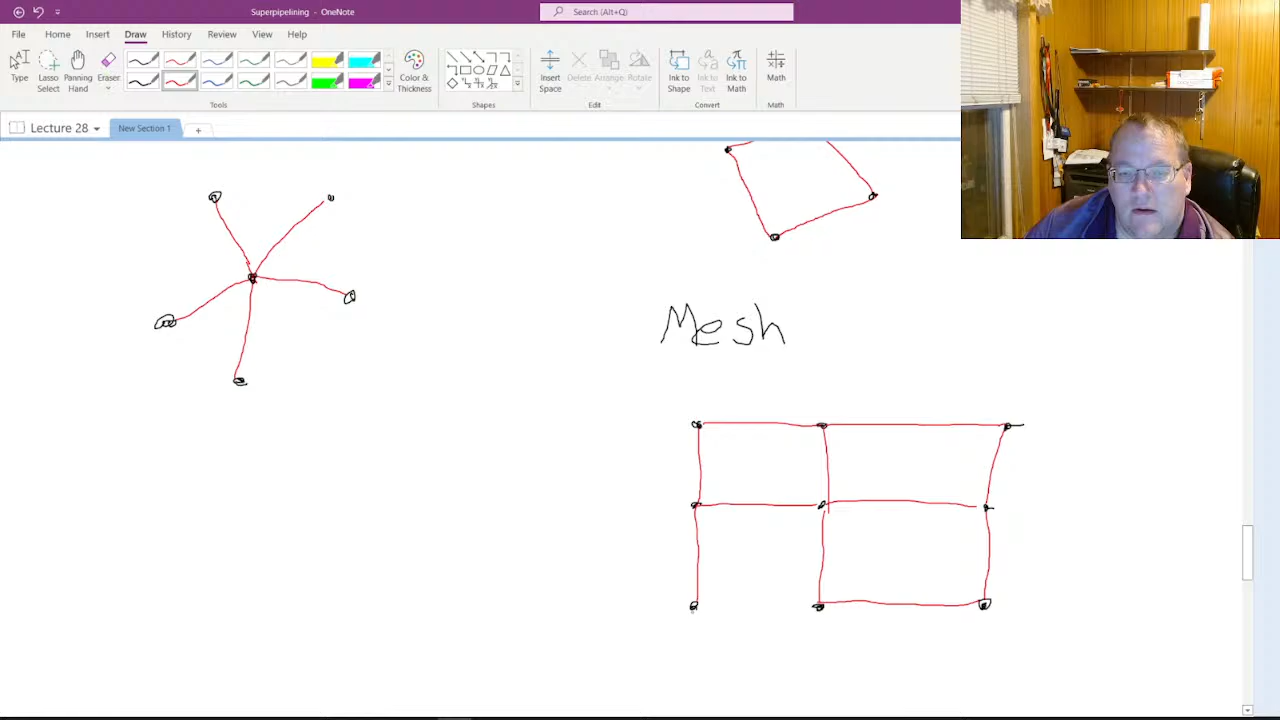 Superpipelining - OneNote
Search (Alt+Q)
File Home Insert Draw History Review View Help
Type
Lasso Select
Panning Hand
Eraser
Color & Thickness
Insert Space
Delete
Arrange
Rotate
Ink to Shape
Ink to Text
Ink to Math
Math
Tools
Shapes
Edit
Convert
Math
Lecture 28
New Section 1
+
Mesh